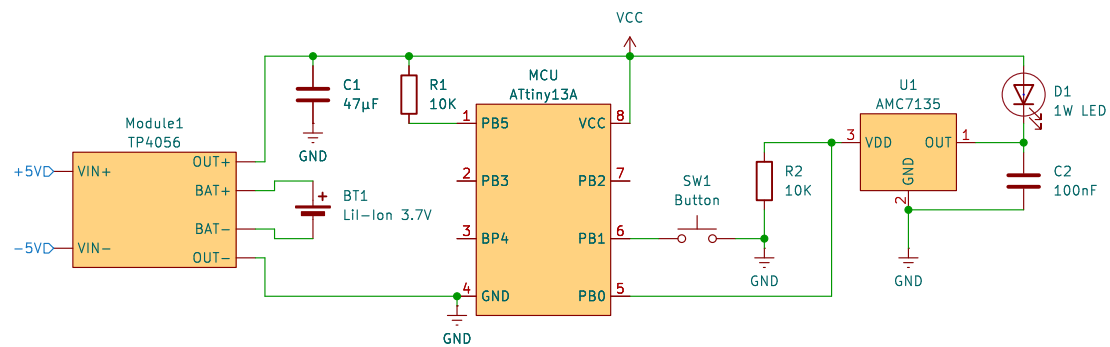 VCC
C1
47µF
GND
R1
10K
MCU
ATtiny13A
1 PB5
VCC 8
2 PB3
PB2 7
3 BP4
PB1 6
4 GND
PB0 5
GND
Module1
TP4056
+5V
VIN+
OUT+
BAT+
BAT-
-5V
VIN-
OUT-
BT1
+
LiI-Ion 3.7V
SW1
Button
R2
10K
GND
U1
AMC7135
3 VDD
OUT 1
GND
2
GND
D1
1W LED
C2
100nF